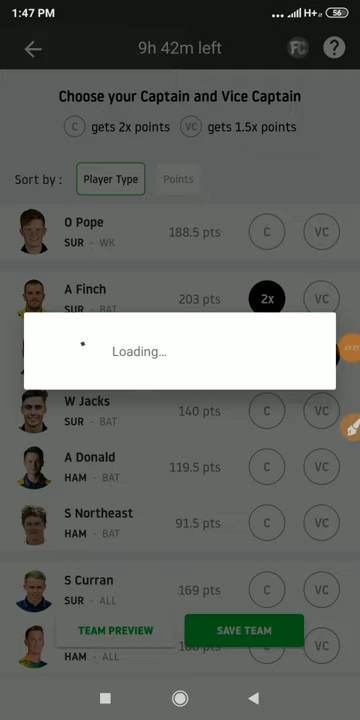 1:47 PM
H+
56
9h 42m left
FC
?
Choose your Captain and Vice Captain
C gets 2x points VC gets 1.5x points
Sort by :
Player Type
Points
O Pope
SUR - WK
188.5 pts
C
VC
A Finch
SUR - BAT
203 pts
2x
VC
Loading...
W Jacks
SUR - BAT
140 pts
C
VC
A Donald
HAM - BAT
119.5 pts
C
VC
S Northeast
HAM - BAT
91.5 pts
C
VC
S Curran
SUR - ALL
169 pts
C
VC
TEAM PREVIEW
SAVE TEAM
HAM - ALL